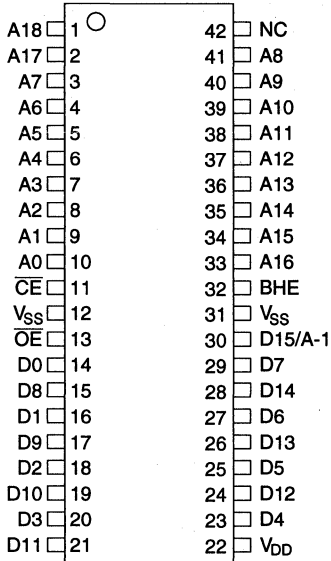 A18 1 42 NC
A17 2 41 A8
A7 3 40 A9
A6 4 39 A10
A5 5 38 A11
A4 6 37 A12
A3 7 36 A13
A2 8 35 A14
A1 9 34 A15
A0 10 33 A16
C̅E̅ 11 32 BHE
VSS 12 31 VSS
O̅E̅ 13 30 D15/A-1
D0 14 29 D7
D8 15 28 D14
D1 16 27 D6
D9 17 26 D13
D2 18 25 D5
D10 19 24 D12
D3 20 23 D4
D11 21 22 VDD